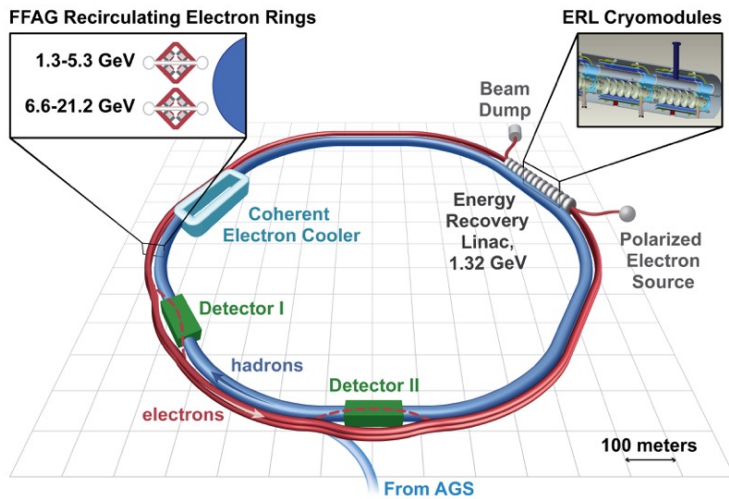 FFAG Recirculating Electron Rings
1.3-5.3 GeV
6.6-21.2 GeV
ERL Cryomodules
Beam
Dump
Energy
Recovery
Linac,
1.32 GeV
Polarized
Electron
Source
Coherent
Electron Cooler
Detector I
hadrons
Detector II
electrons
100 meters
From AGS